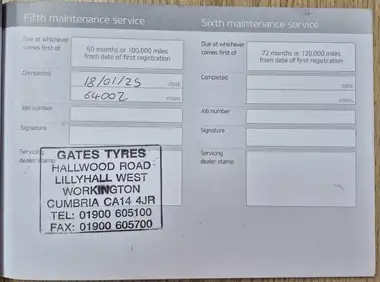 Fifth maintenance service
Due at whichever comes first of
60 months or 100,000 miles
from date of first registration
Completed
18/01/25 date
64002 miles
Job number
Signature
Servicing
dealer stamp
GATES TYRES
HALLWOOD ROAD
LILLYHALL WEST
WORKINGTON
CUMBRIA CA14 4JR
TEL: 01900 605100
FAX: 01900 605700
Sixth maintenance service
Due at whichever
comes first of
72 months or 120,000 miles
from date of first registration
Completed
date
miles
Job number
Signature
Servicing
dealer stamp